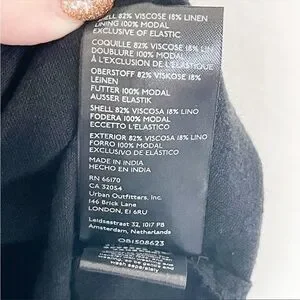 SHELL 82% VISCOSE 18% LINEN
LINING 100% MODAL
EXCLUSIVE OF ELASTIC
COQUILLE 82% VISCOSE 18% LIN
DOUBLURE 100% MODAL
À L'EXCLUSION DE L'ÉLASTIQUE
OBERSTOFF 82% VISKOSE 18%
LEINEN
FUTTER 100% MODAL
AUSSER ELASTIK
SHELL 82% VISCOSA 18% LINO
FODERA 100% MODAL
ECCETTO L'ELASTICO
EXTERIOR 82% VISCOSA 18% LINO
FORRO 100% MODAL
EXCLUSIVO DE ELÁSTICO
MADE IN INDIA
HECHO EN INDIA
RN 66170
CA 32054
Urban Outfitters, Inc.
146 Brick Lane
LONDON, E1 6RU
Leidsestraat 32, 1017 PB
Amsterdam, Netherlands
OB1508623
wash separately